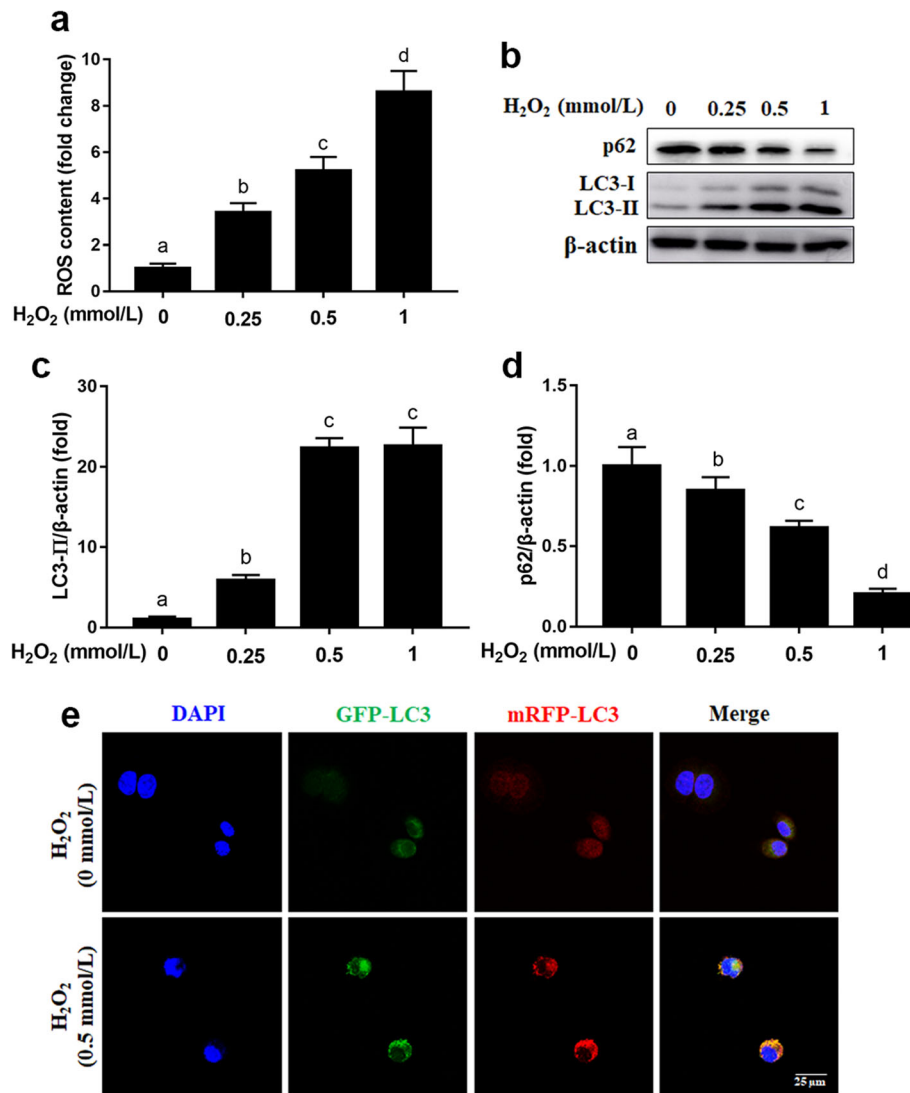 a
ROS content (fold change)
10
8
6
4
2
0
a
b
c
d
H₂O₂ (mmol/L)
0 0.25 0.5 1
b
H₂O₂ (mmol/L) 0 0.25 0.5 1
p62
LC3-I
LC3-II
β-actin
c
LC3-II/β-actin (fold)
30
20
10
0
a
b
c
c
H₂O₂ (mmol/L)
0 0.25 0.5 1
d
p62/β-actin (fold)
1.5
1.0
0.5
0.0
a
b
c
d
H₂O₂ (mmol/L)
0 0.25 0.5 1
e
DAPI GFP-LC3 mRFP-LC3 Merge
H₂O₂
(0 mmol/L)
H₂O₂
(0.5 mmol/L)
25 μm